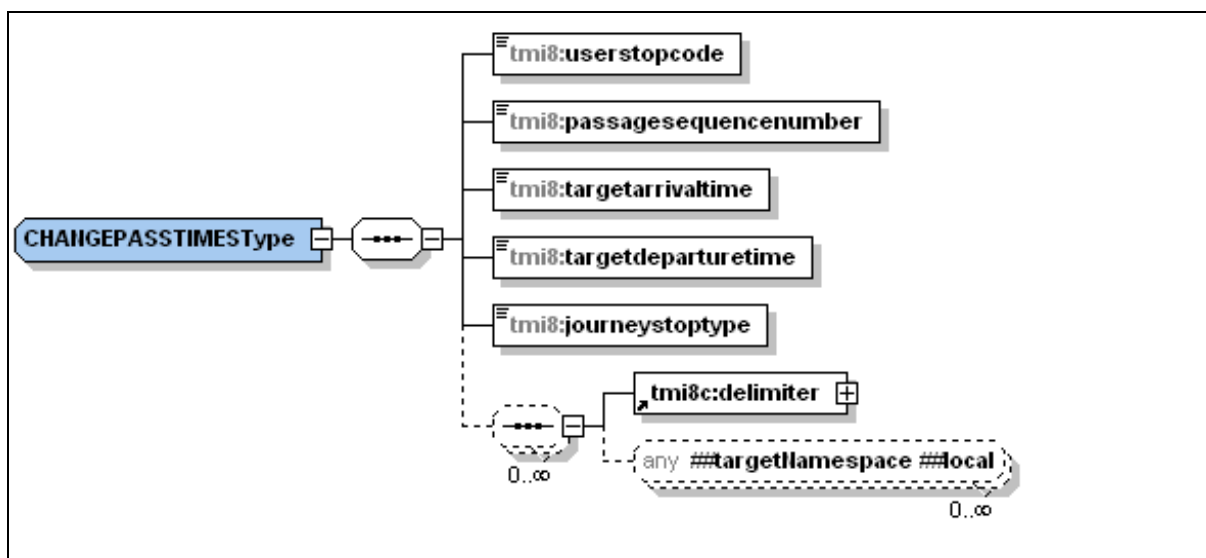 tmi8:userstopcode
tmi8:passagesequencenumber
tmi8:targetarrivaltime
CHANGEPASSTIMESType
tmi8:targetdeparturetime
tmi8:journeystoptype
tmi8c:delimiter
0..∞
any ##targetNamespace ##local
0..∞